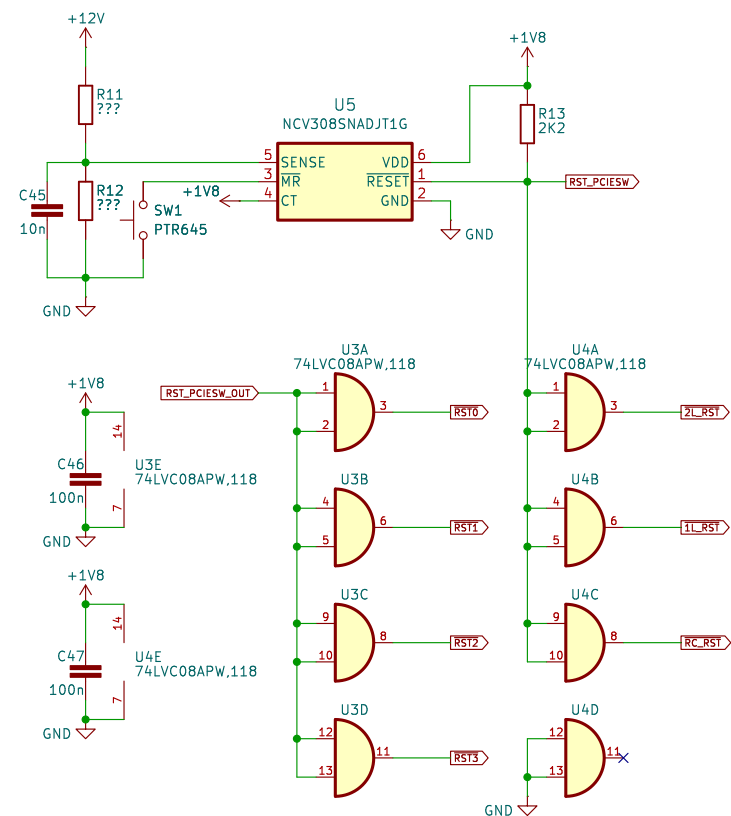 +12V
+1V8
R11
???
U5
NCV308SNADJT1G
R13
2K2
5 SENSE VDD 6
3 MR RESET 1
4 CT GND 2
RST_PCIESW
+1V8
C45
10n
R12
???
SW1
PTR645
GND
GND
U3A
74LVC08APW,118
U4A
74LVC08APW,118
RST_PCIESW_OUT
1
2
3
RST0
1
2
3
2L_RST
+1V8
14
C46
100n
U3E
74LVC08APW,118
7
GND
U3B
4
5
6
RST1
U4B
4
5
6
1L_RST
+1V8
14
C47
100n
U4E
74LVC08APW,118
7
GND
U3C
9
10
8
RST2
U4C
9
10
8
RC_RST
U3D
12
13
11
RST3
U4D
12
13
11
GND